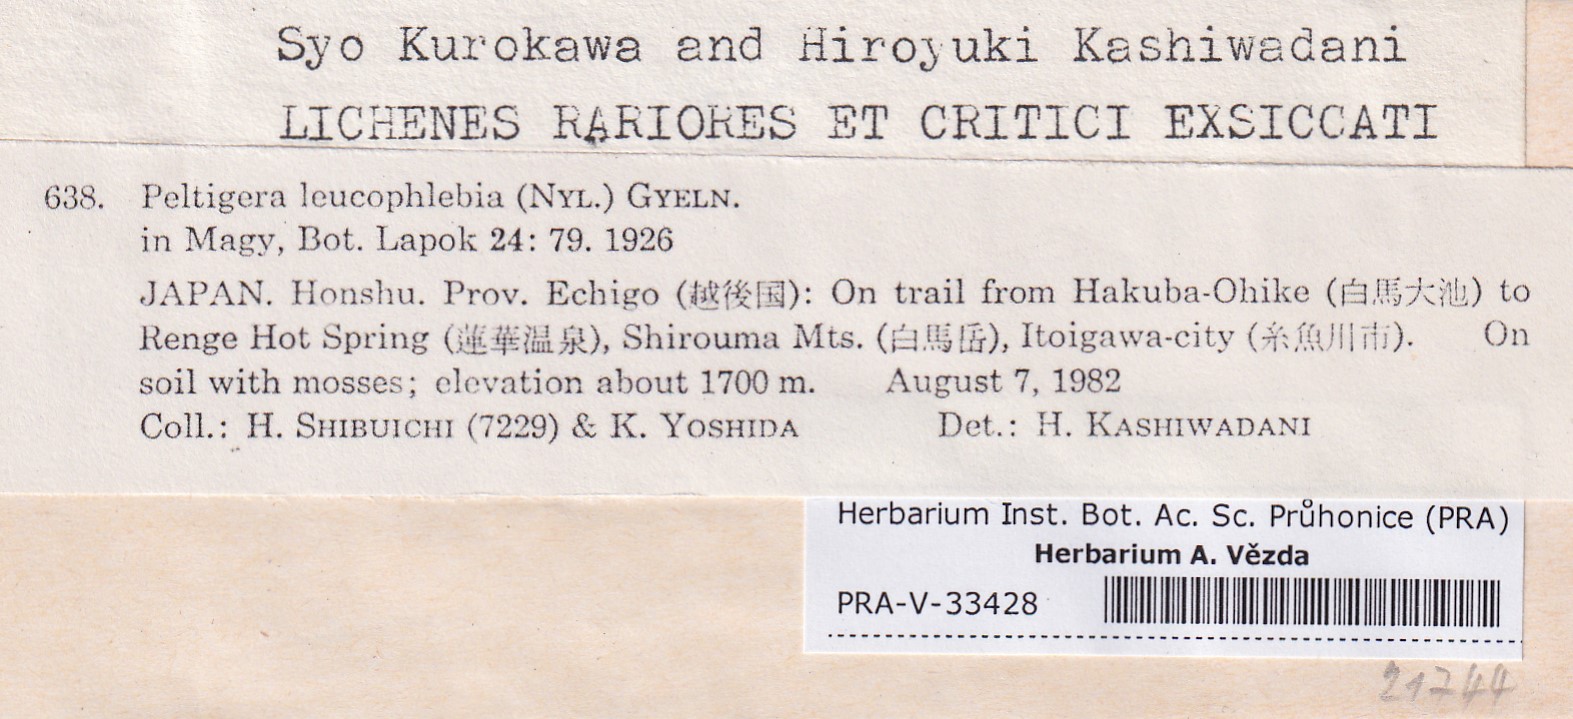 Syo Kurokawa and Hiroyuki Kashiwadani
LICHENES RARIORES ET CRITICI EXSICCATI
638. Peltigera leucophlebia (NYL.) GYELN.
in Magy, Bot. Lapok 24: 79. 1926
JAPAN. Honshu. Prov. Echigo (越後国): On trail from Hakuba-Ohike (白馬大池) to
Renge Hot Spring (蓮華温泉), Shirouma Mts. (白馬岳), Itoigawa-city (糸魚川市). On
soil with mosses; elevation about 1700 m. August 7, 1982
Coll.: H. SHIBUICHI (7229) & K. YOSHIDA Det.: H. KASHIWADANI
Herbarium Inst. Bot. Ac. Sc. Průhonice (PRA)
Herbarium A. Vězda
PRA-V-33428
21744